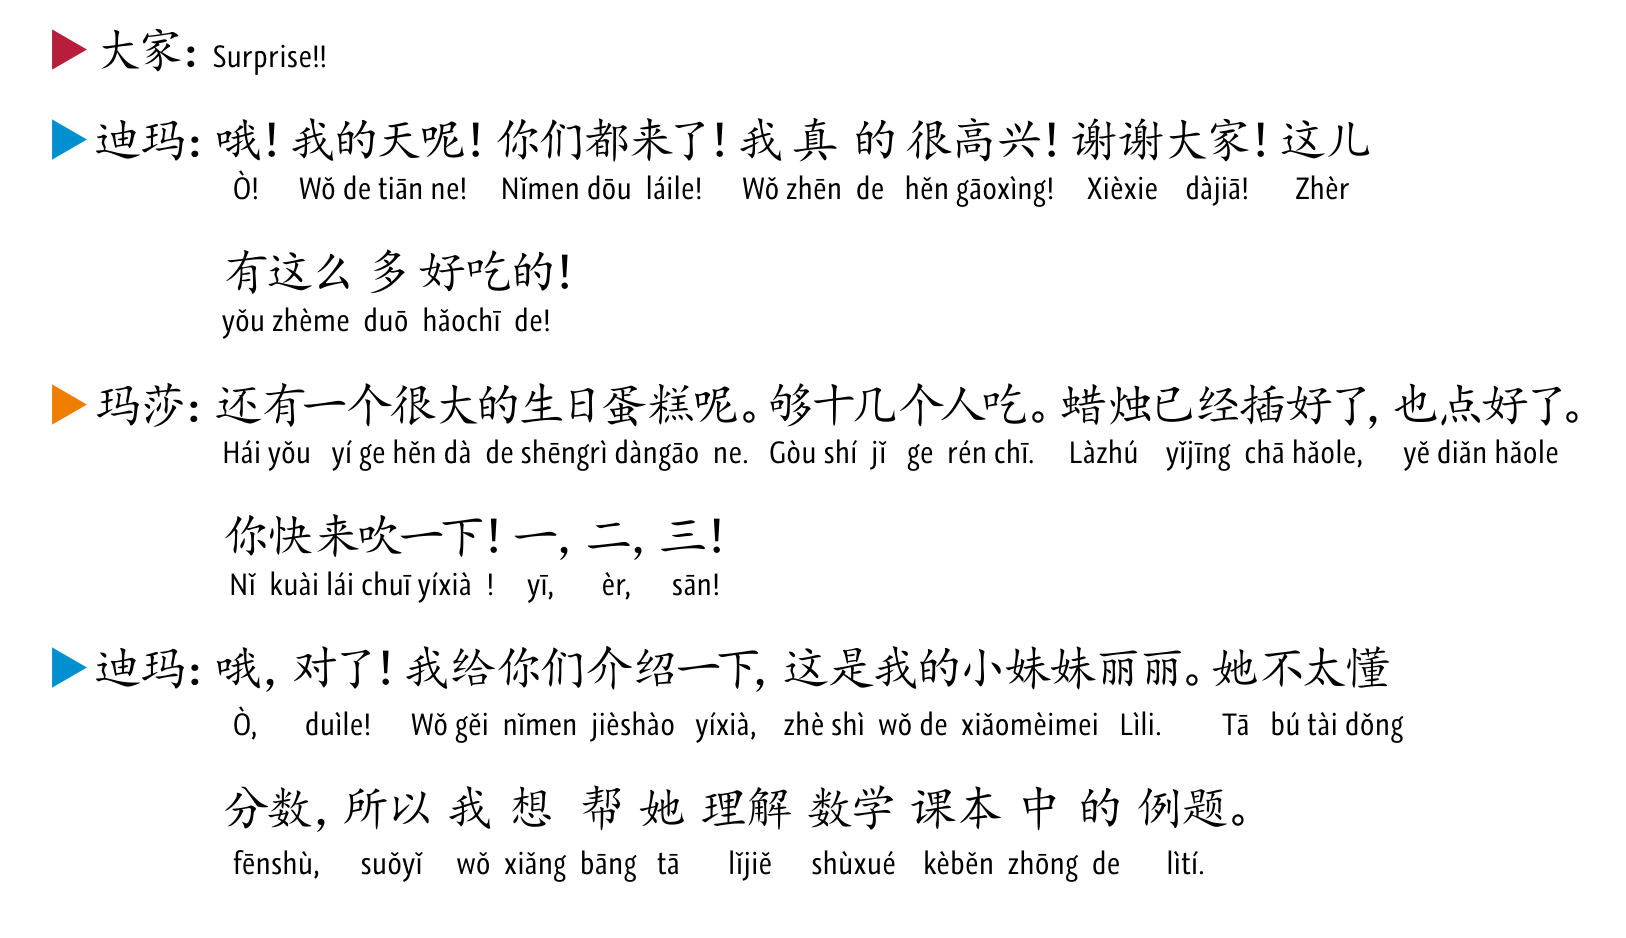 大家：Surprise!!
迪玛：哦！我的天呢！你们都来了！我真的很高兴！谢谢大家！这儿
Ò! Wǒ de tiān ne! Nǐmen dōu láile! Wǒ zhēn de hěn gāoxìng! Xièxie dàjiā! Zhèr
有这么多好吃的！
yǒu zhème duō hǎochī de!
玛莎：还有一个很大的生日蛋糕呢。够十几个人吃。蜡烛已经插好了，也点好了。
Hái yǒu yí ge hěn dà de shēngrì dàngāo ne. Gòu shí jǐ ge rén chī. Làzhú yǐjīng chā hǎole, yě diǎn hǎole
你快来吹一下！一，二，三！
Nǐ kuài lái chuī yíxià ! yī, èr, sān!
迪玛：哦，对了！我给你们介绍一下，这是我的小妹妹丽丽。她不太懂
Ò, duìle! Wǒ gěi nǐmen jièshào yíxià, zhè shì wǒ de xiǎomèimei Lìli. Tā bú tài dǒng
分数，所以我想帮她理解数学课本中的例题。
fēnshù, suǒyǐ wǒ xiǎng bāng tā lǐjiě shùxué kèběn zhōng de lìtí.